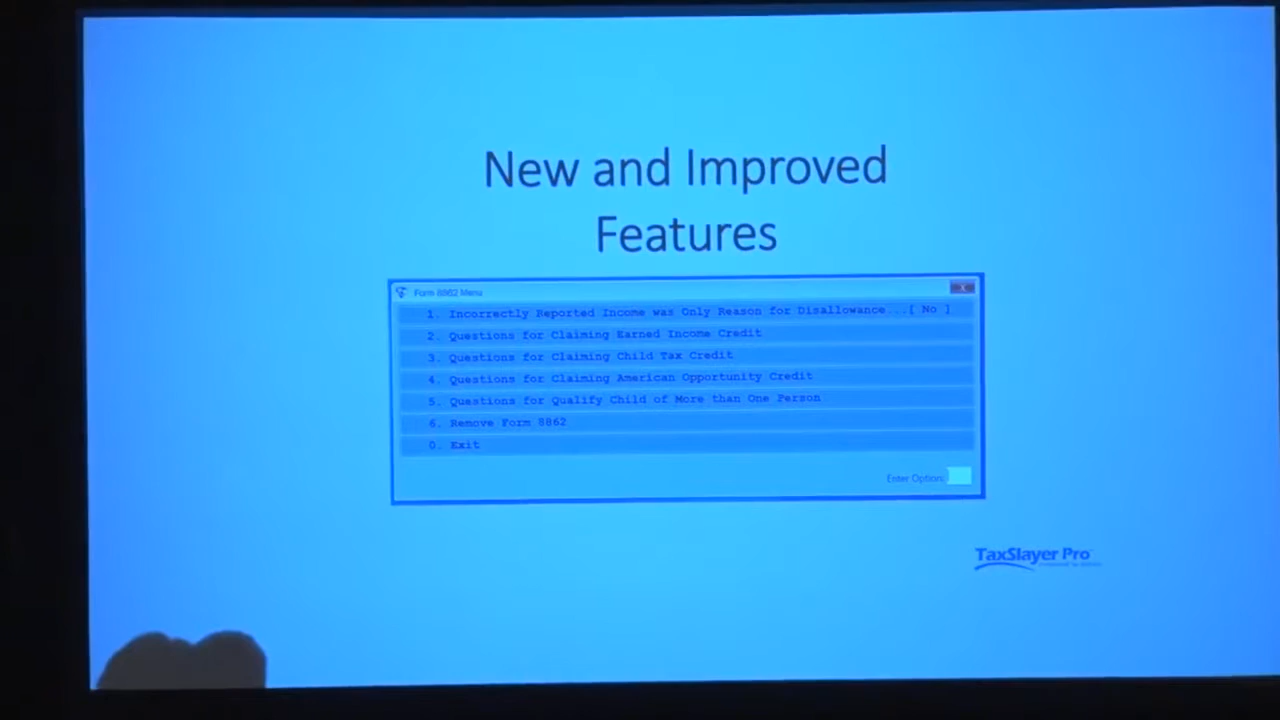 New and Improved
Features
Form 8862 Menu
1. Incorrectly Reported Income was Only Reason for Disallowance...[ No ]
2. Questions for Claiming Earned Income Credit
3. Questions for Claiming Child Tax Credit
4. Questions for Claiming American Opportunity Credit
5. Questions for Qualify Child of More than One Person
6. Remove Form 8862
0. Exit
Enter Option:
TaxSlayer Pro